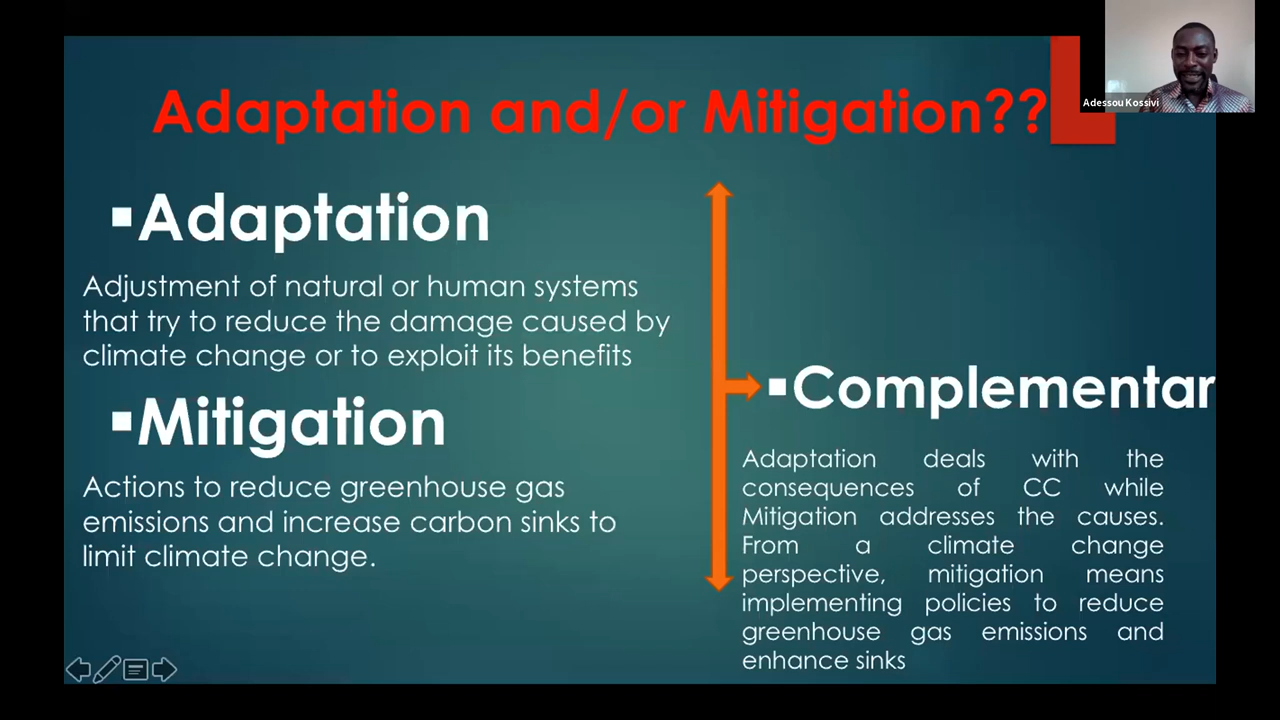 Adaptation and/or Mitigation??
Adessou Kossivi
▪Adaptation
Adjustment of natural or human systems
that try to reduce the damage caused by
climate change or to exploit its benefits
▪Mitigation
Actions to reduce greenhouse gas
emissions and increase carbon sinks to
limit climate change.
▪Complementar
Adaptation deals with the
consequences of CC while
Mitigation addresses the causes.
From a climate change
perspective, mitigation means
implementing policies to reduce
greenhouse gas emissions and
enhance sinks